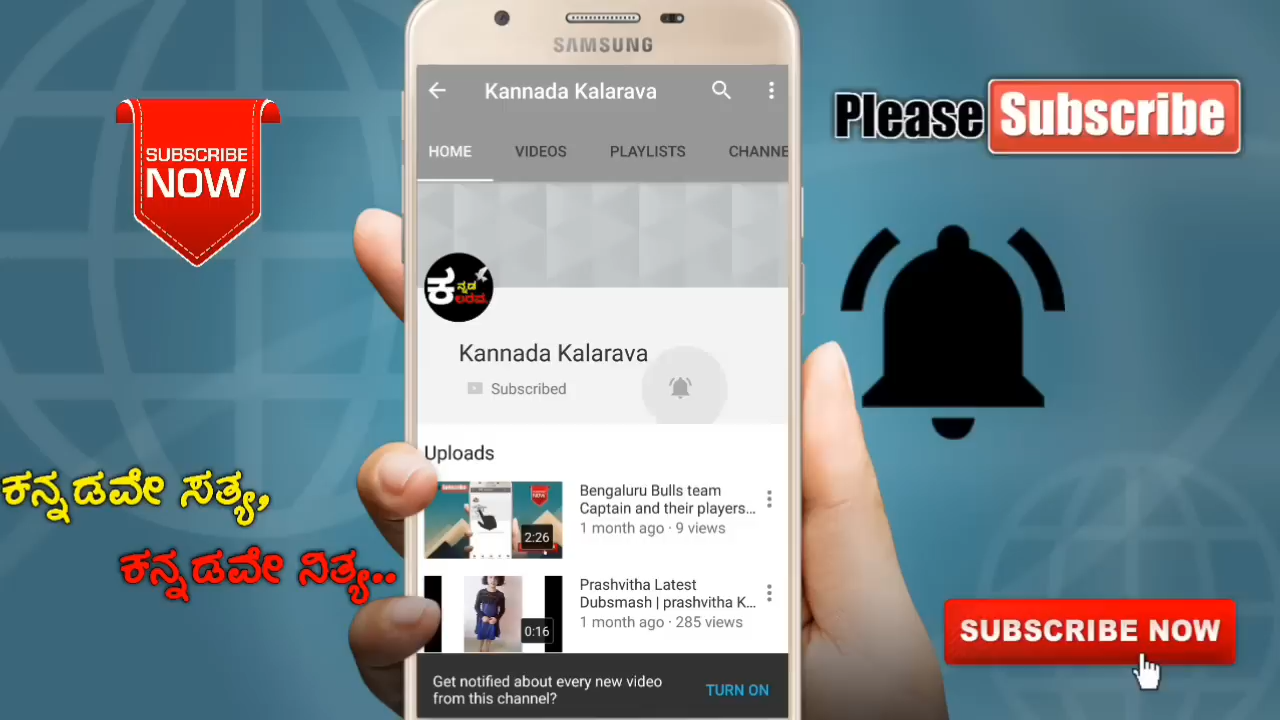 SAMSUNG
Kannada Kalarava
HOME VIDEOS PLAYLISTS CHANNE
SUBSCRIBE
NOW
Please Subscribe
ಕನ್ನಡ
ಕಲರವ
Kannada Kalarava
Subscribed
Uploads
ಕನ್ನಡವೇ ಸತ್ಯ,
ಕನ್ನಡವೇ ನಿತ್ಯ..
Bengaluru Bulls team
Captain and their players...
1 month ago · 9 views
2:26
Prashvitha Latest
Dubsmash | prashvitha K...
1 month ago · 285 views
0:16
SUBSCRIBE NOW
Get notified about every new video
from this channel?
TURN ON